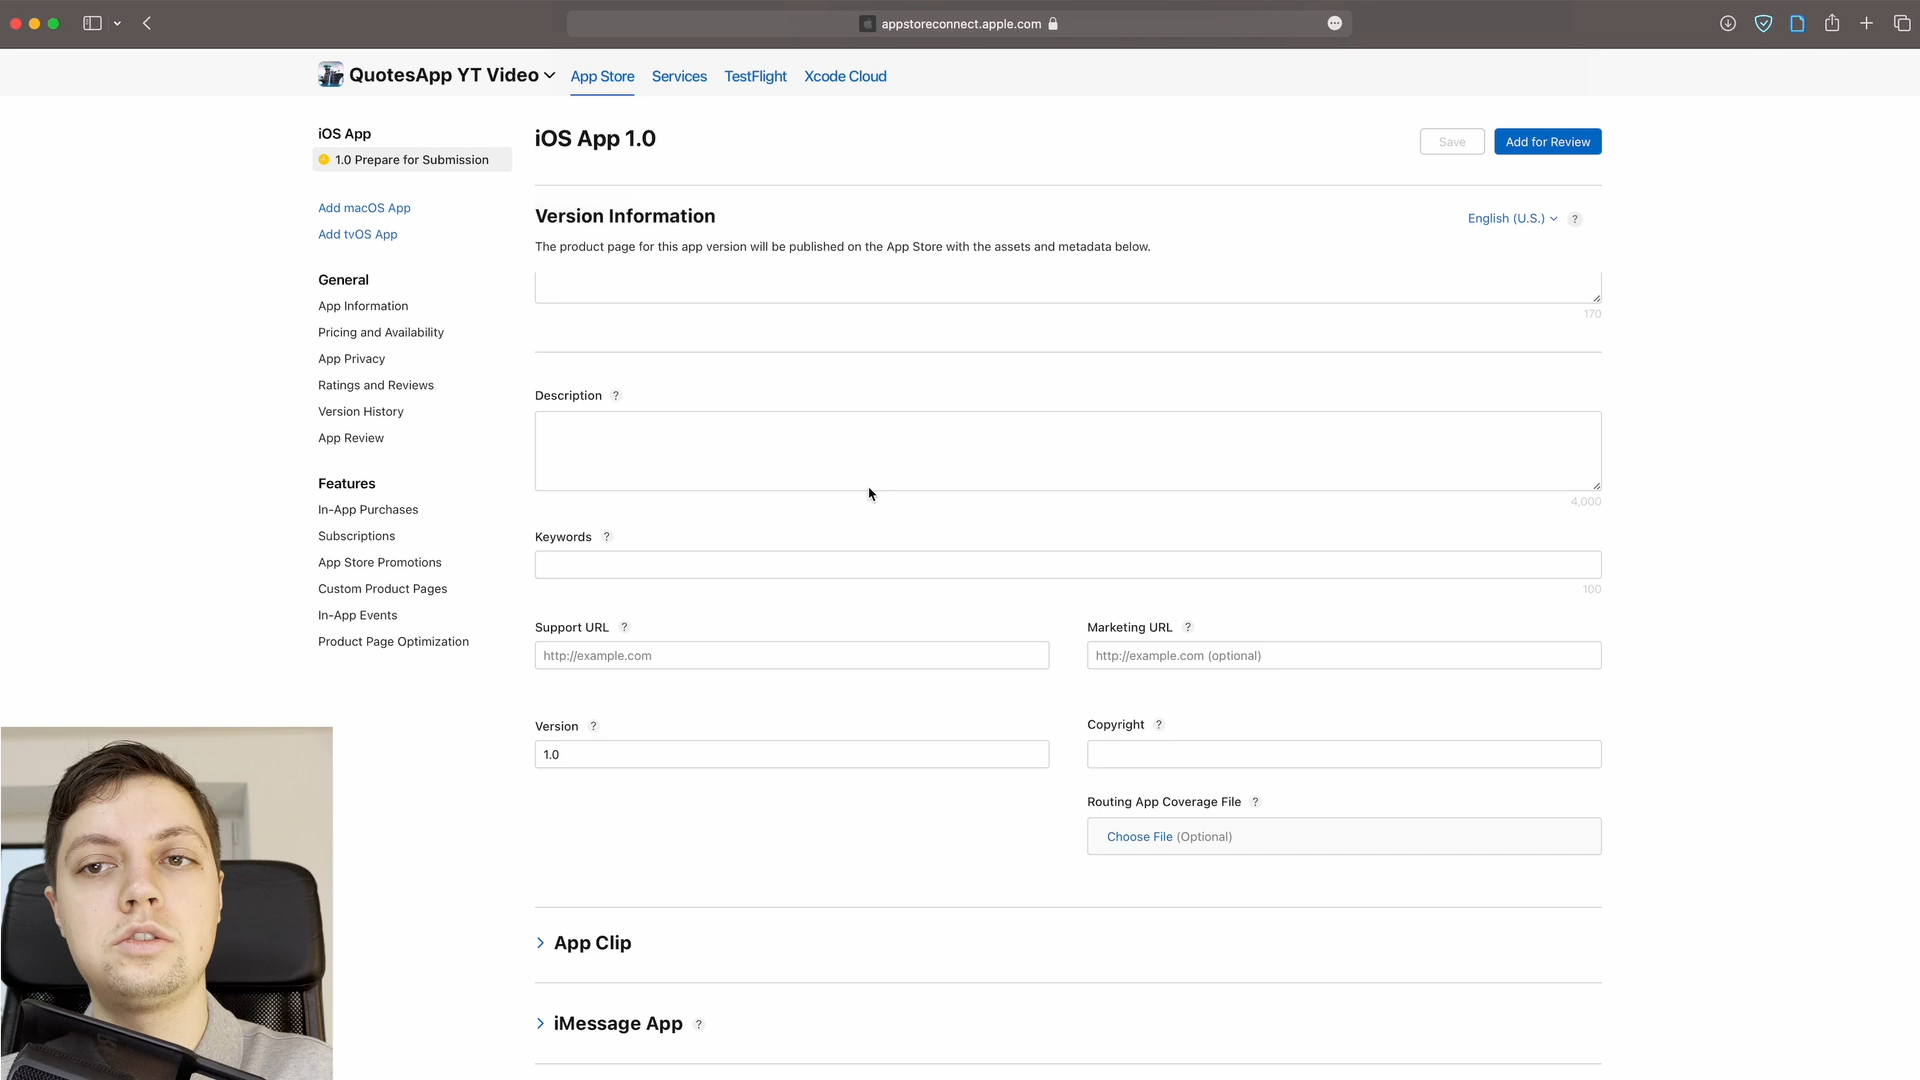 appstoreconnect.apple.com
QuotesApp YT Video
App Store
Services
TestFlight
Xcode Cloud
iOS App
1.0 Prepare for Submission
Add macOS App
Add tvOS App
General
App Information
Pricing and Availability
App Privacy
Ratings and Reviews
Version History
App Review
Features
In-App Purchases
Subscriptions
App Store Promotions
Custom Product Pages
In-App Events
Product Page Optimization
iOS App 1.0
Save
Add for Review
Version Information
English (U.S.)
?
The product page for this app version will be published on the App Store with the assets and metadata below.
170
Description ?
4,000
Keywords ?
100
Support URL ?
http://example.com
Marketing URL ?
http://example.com (optional)
Version ?
1.0
Copyright ?
Routing App Coverage File ?
Choose File (Optional)
App Clip
iMessage App ?